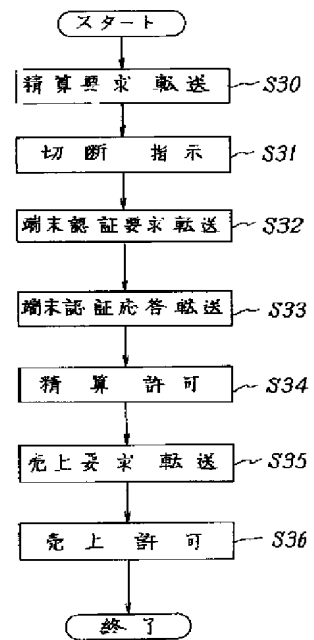 スタート
精算要求転送 S30
切断指示 S31
端末認証要求転送 S32
端末認証応答転送 S33
精算許可 S34
売上要求転送 S35
売上許可 S36
終了